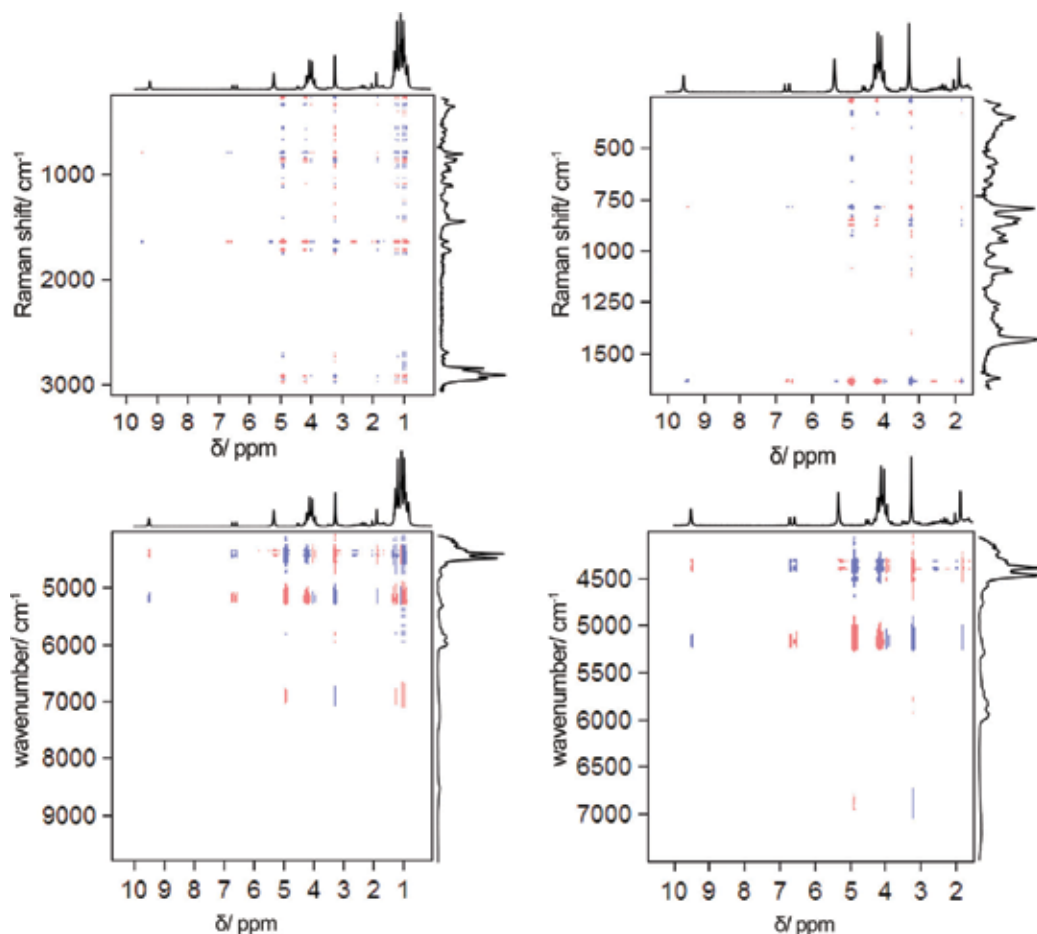 Raman shift/ cm⁻¹
1000
2000
3000
10 9 8 7 6 5 4 3 2 1
δ/ ppm
Raman shift/ cm⁻¹
500
750
1000
1250
1500
10 9 8 7 6 5 4 3 2
δ/ ppm
wavenumber/ cm⁻¹
5000
6000
7000
8000
9000
10 9 8 7 6 5 4 3 2 1
δ/ ppm
wavenumber/ cm⁻¹
4500
5000
5500
6000
6500
7000
10 9 8 7 6 5 4 3 2
δ/ ppm